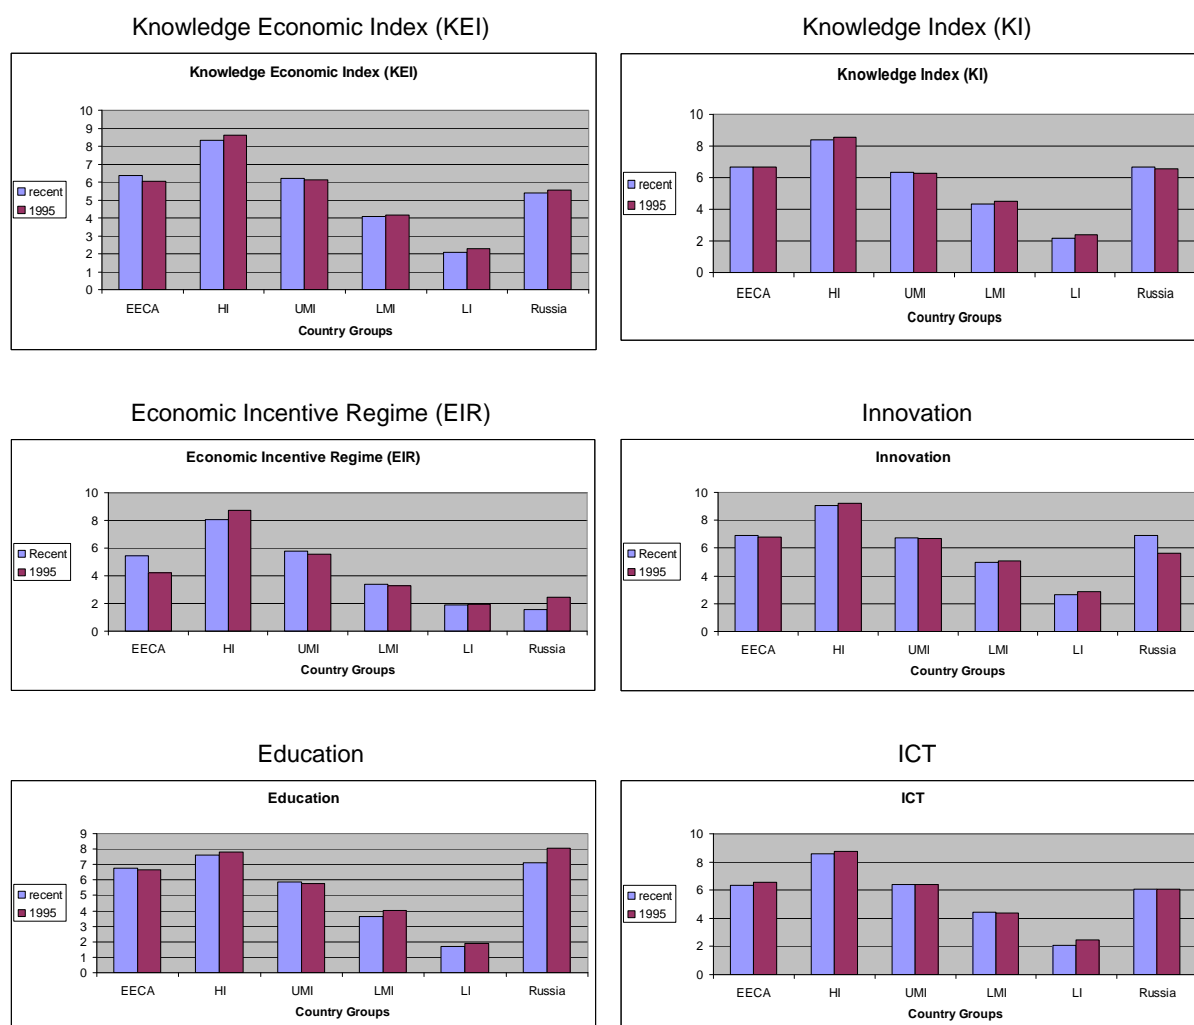 Knowledge Economic Index (KEI)
Knowledge Economic Index (KEI)
10
9
8
7
6
5
4
3
2
1
0
recent
1995
EECA HI UMI LMI LI Russia
Country Groups
Knowledge Index (KI)
Knowledge Index (KI)
10
8
6
4
2
0
recent
1995
EECA HI UMI LMI LI Russia
Country Groups
Economic Incentive Regime (EIR)
Economic Incentive Regime (EIR)
10
8
6
4
2
0
Recent
1995
EECA HI UMI LMI LI Russia
Country Groups
Innovation
Innovation
10
8
6
4
2
0
Recent
1995
EECA HI UMI LMI LI Russia
Country Groups
Education
Education
9
8
7
6
5
4
3
2
1
0
recent
1995
EECA HI UMI LMI LI Russia
Country Groups
ICT
ICT
10
8
6
4
2
0
recent
1995
EECA HI UMI LMI LI Russia
Country Groups